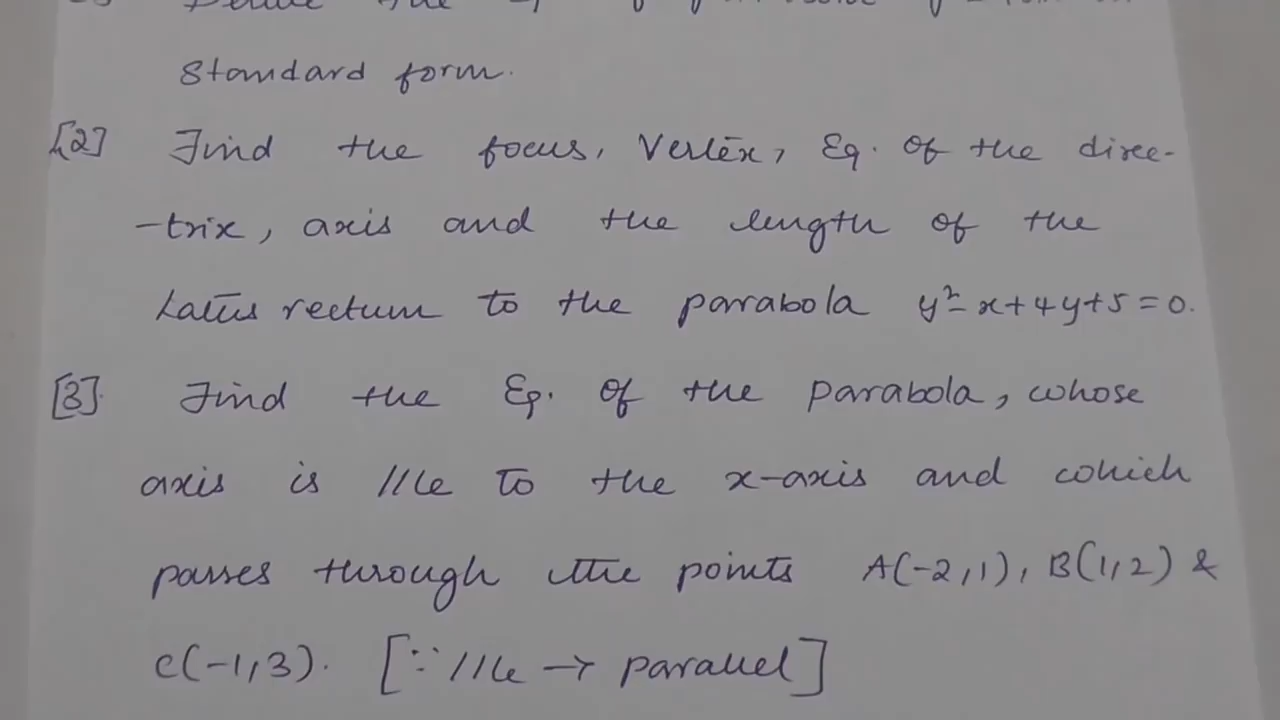 the
standard form.
[2] Find the focus, Vertex, Eq. of the direc-
-trix, axis and the length of the
Latus rectum to the parabola y²-x+4y+5=0.
[3]. Find the Eq. of the parabola, whose
axis is //le to the x-axis and which
passes through the points A(-2,1), B(1,2) &
C(-1,3). [∵ //le → parallel]